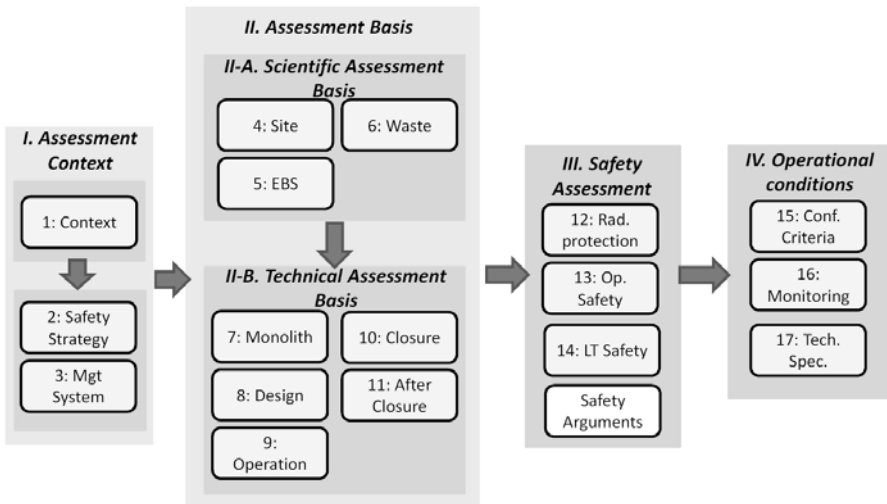 I. Assessment
Context
1: Context
2: Safety
Strategy
3: Mgt
System
II. Assessment Basis
II-A. Scientific Assessment
Basis
4: Site
6: Waste
5: EBS
II-B. Technical Assessment
Basis
7: Monolith
10: Closure
8: Design
11: After
Closure
9:
Operation
III. Safety
Assessment
12: Rad.
protection
13: Op.
Safety
14: LT Safety
Safety
Arguments
IV. Operational
conditions
15: Conf.
Criteria
16:
Monitoring
17: Tech.
Spec.